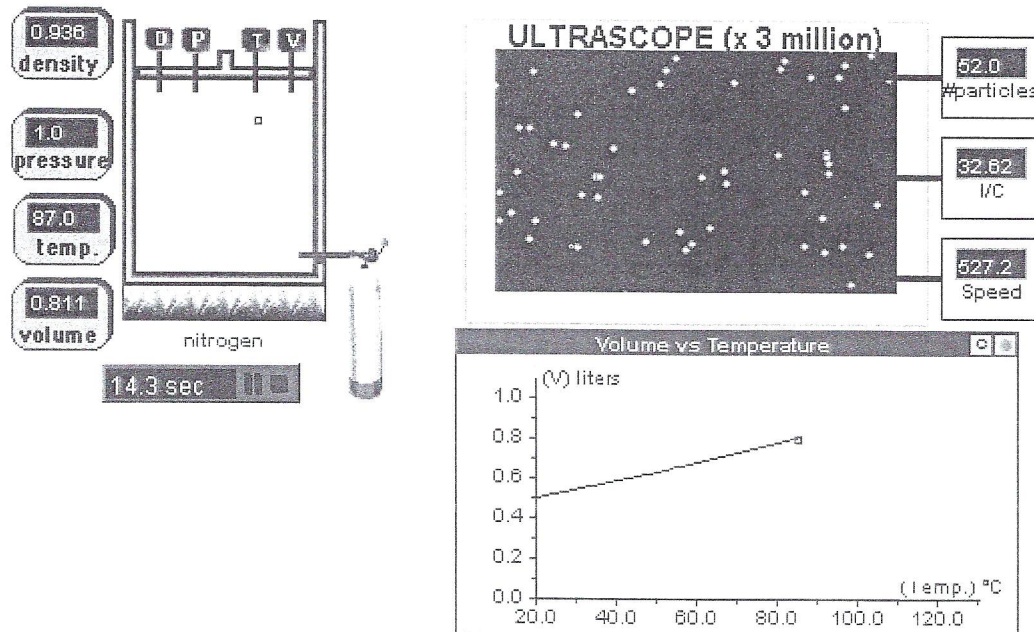 0.936
density
D P T V
1.0
pressure
87.0
temp.
0.811
volume
nitrogen
14.3 sec
ULTRASCOPE (x 3 million)
52.0
#particles
32.62
I/C
527.2
Speed
Volume vs Temperature
(V) liters
1.0
0.8
0.6
0.4
0.2
0.0
20.0 40.0 60.0 80.0 100.0 120.0
(Temp.) °C